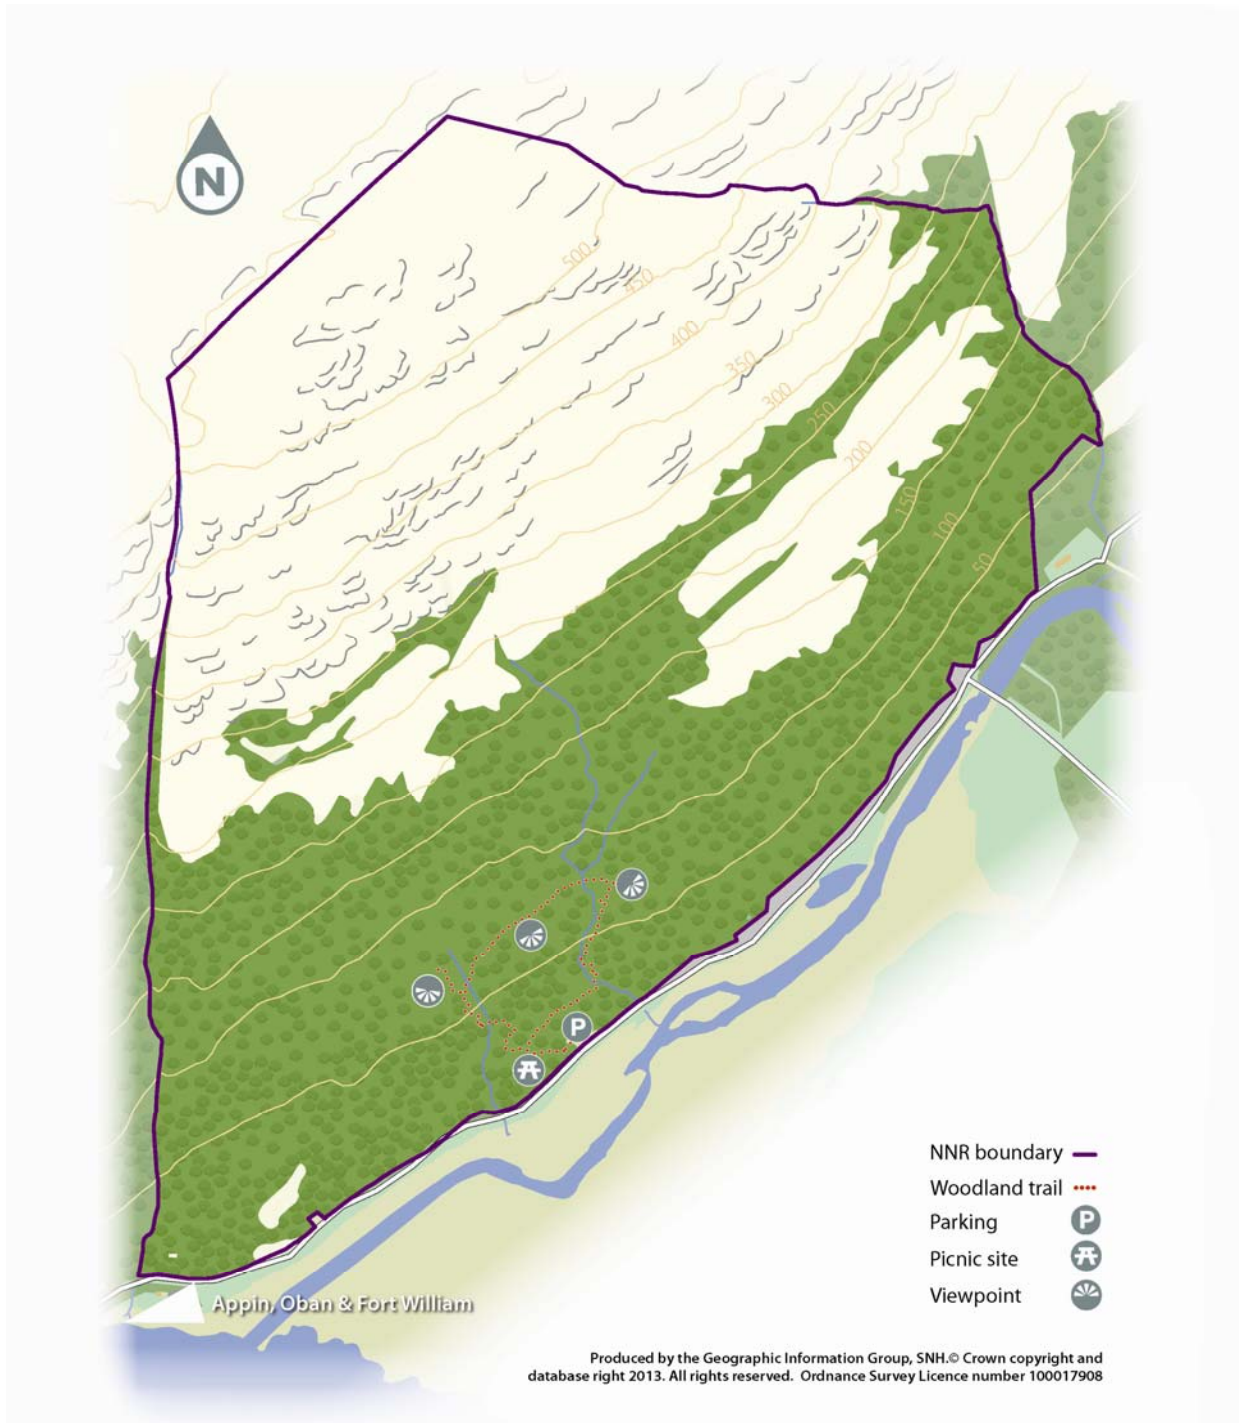 N
500
450
400
350
300
250
200
150
100
50
P
NNR boundary
Woodland trail
Parking P
Picnic site
Viewpoint
Appin, Oban & Fort William
Produced by the Geographic Information Group, SNH.© Crown copyright and
database right 2013. All rights reserved. Ordnance Survey Licence number 100017908